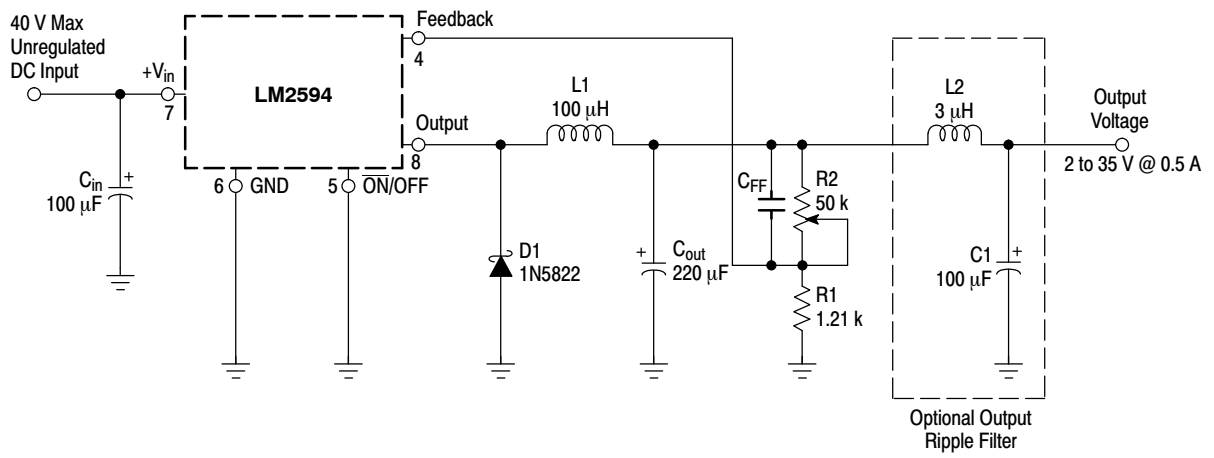 40 V Max
Unregulated
DC Input
+Vin
7
LM2594
Feedback
4
Output
8
6
GND
5
ON/OFF
Cin
100 μF
+
L1
100 μH
D1
1N5822
+
Cout
220 μF
CFF
R2
50 k
R1
1.21 k
L2
3 μH
C1
100 μF
+
Output
Voltage
2 to 35 V @ 0.5 A
Optional Output
Ripple Filter